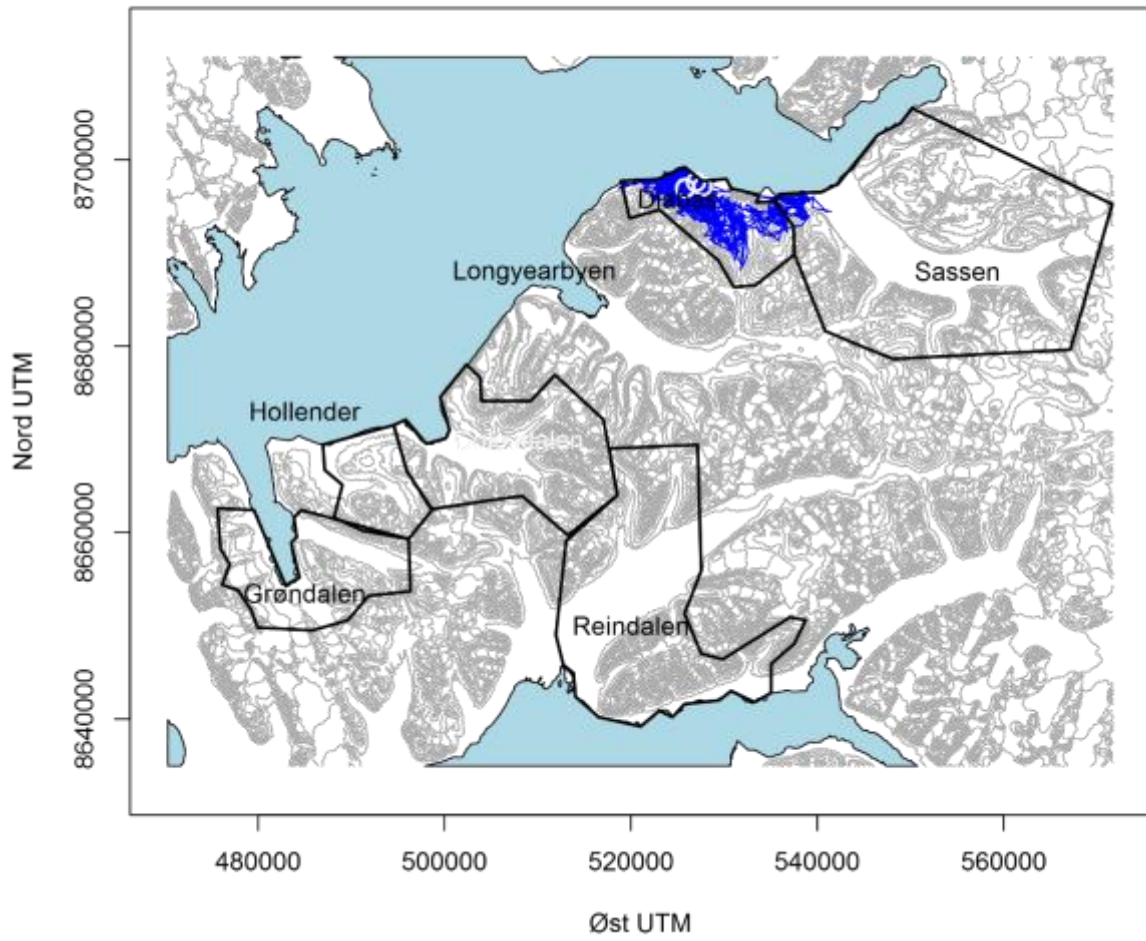 8700000
Longyearbyen
Sassen
8680000
Hollender
8660000
Grøndalen
Reindalen
8640000
Nord UTM
480000 500000 520000 540000 560000
Øst UTM